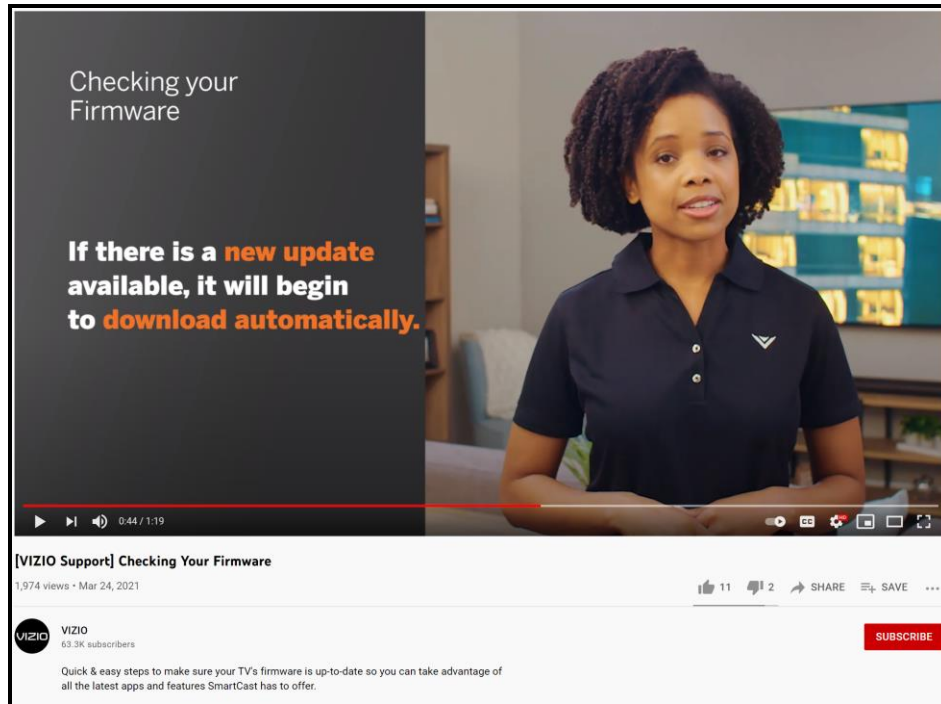 Checking your
Firmware
If there is a new update
available, it will begin
to download automatically.
0:44 / 1:19
CC
HD
[VIZIO Support] Checking Your Firmware
1,974 views • Mar 24, 2021
11
2
SHARE
SAVE
VIZIO
VIZIO
63.3K subscribers
SUBSCRIBE
Quick & easy steps to make sure your TV's firmware is up-to-date so you can take advantage of
all the latest apps and features SmartCast has to offer.